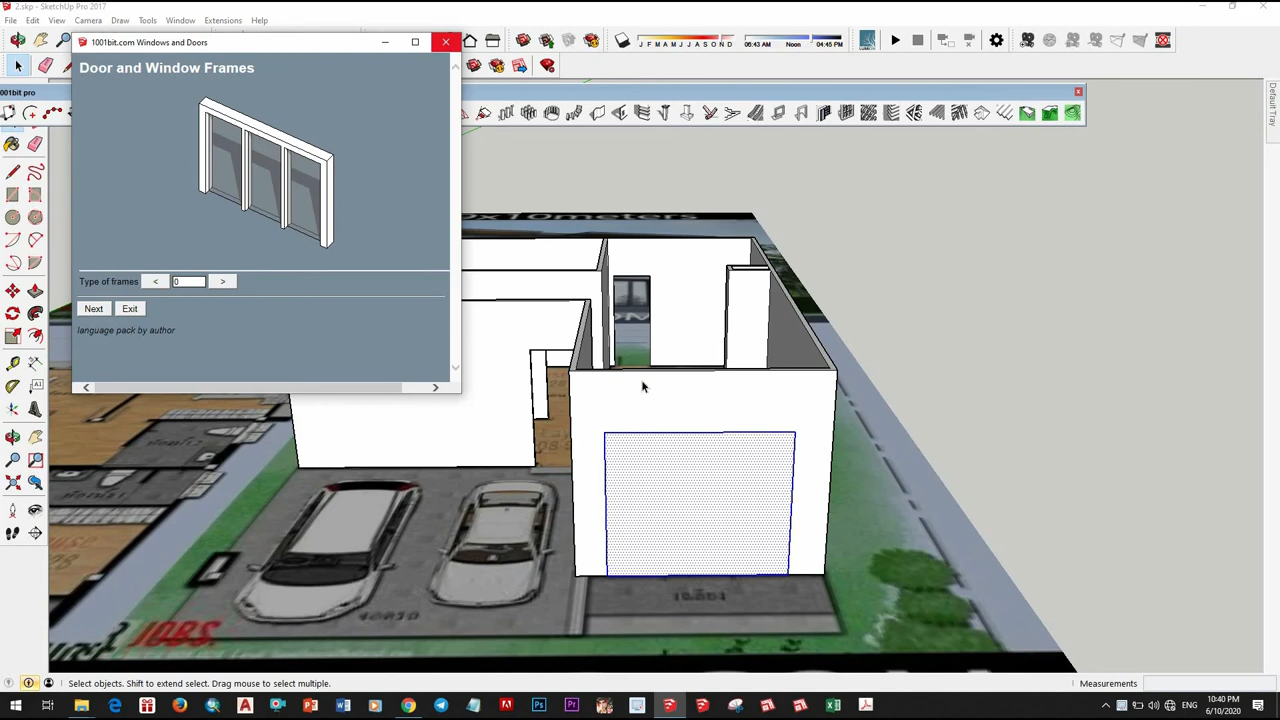 2.skp - SketchUp Pro 2017
File Edit View Camera Draw Tools Window Extensions Help
1001bit.com Windows and Doors
J F M A M J J A S O N D
06:43 AM Noon 04:45 PM
Door and Window Frames
001bit pro
Default Tray
Type of frames < 0 >
Next Exit
language pack by author
Select objects. Shift to extend select. Drag mouse to select multiple.
Measurements
ENG
10:40 PM
6/10/2020